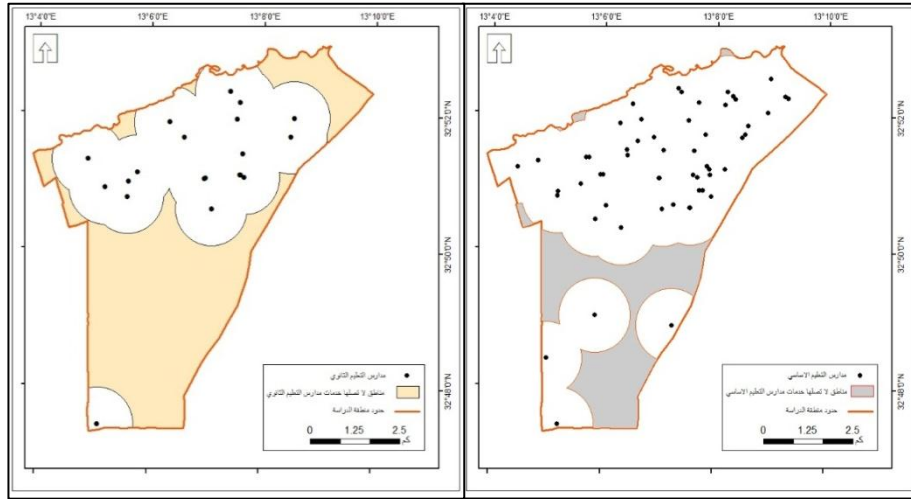 13°4'0"E 13°6'0"E 13°8'0"E 13°10'0"E
32°52'0"N
32°50'0"N
32°48'0"N
مدارس التعليم الثانوي
مناطق لا تصلها خدمات مدارس التعليم الثانوي
حدود منطقة الدراسة
0 1.25 2.5 كم
13°4'0"E 13°6'0"E 13°8'0"E 13°10'0"E
32°52'0"N
32°50'0"N
32°48'0"N
مدارس التعليم الاساسي
مناطق لا تصلها خدمات مدارس التعليم الاساسي
حدود منطقة الدراسة
0 1.25 2.5 كم